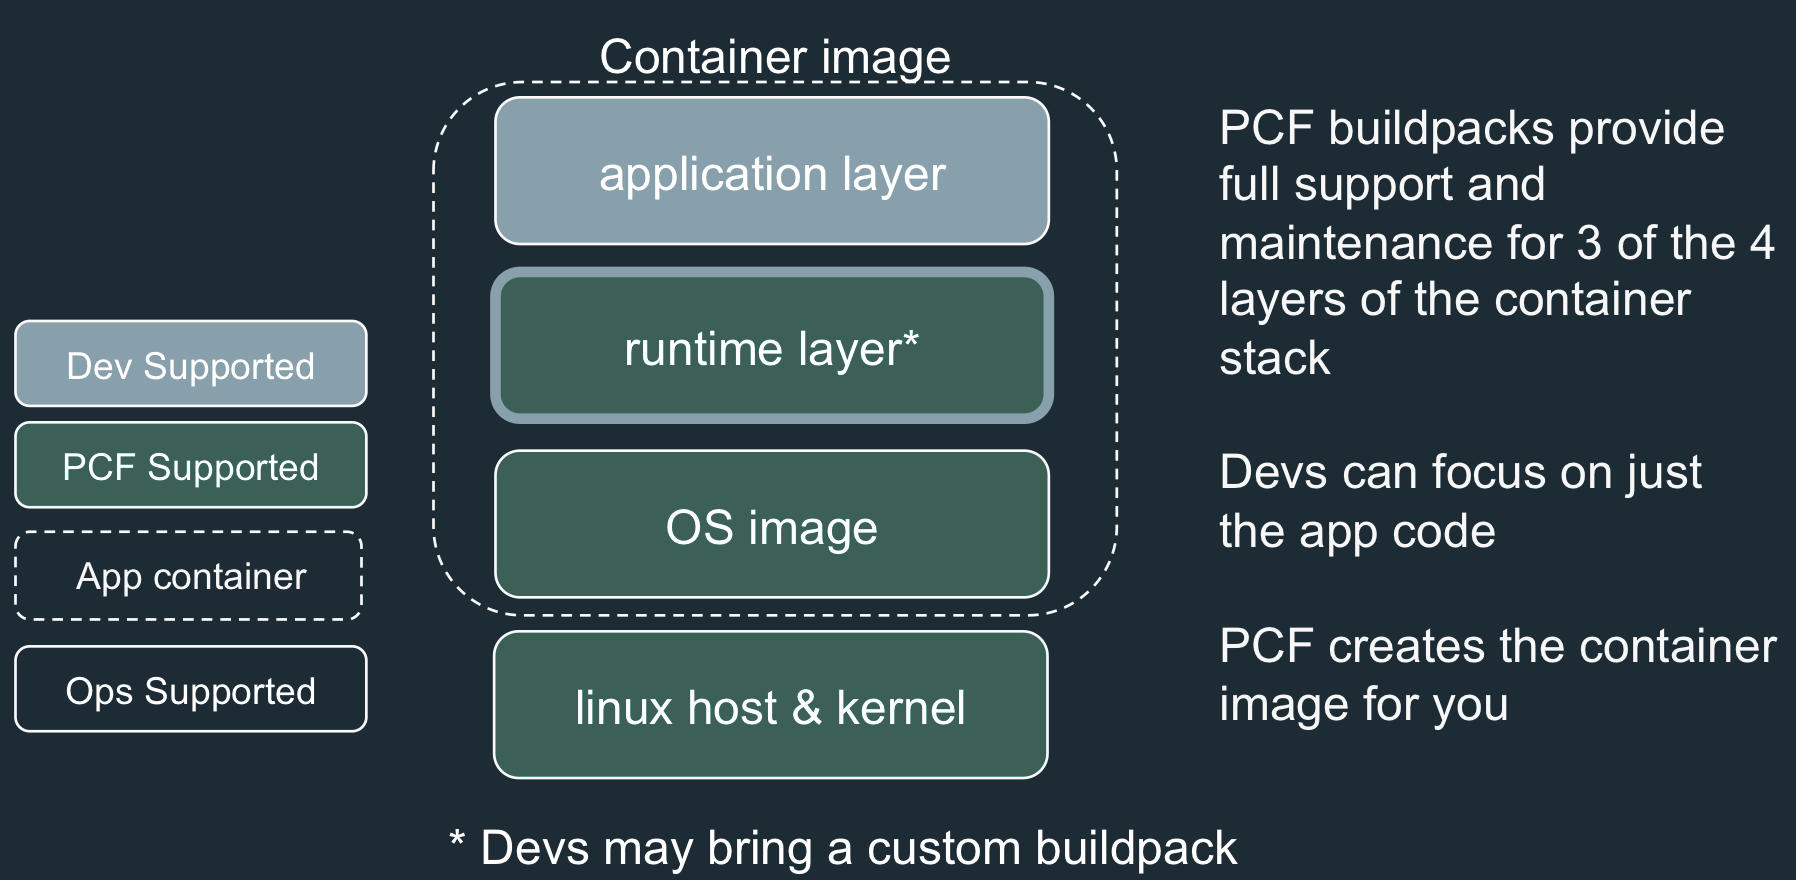 Container image
application layer
runtime layer*
OS image
linux host & kernel
* Devs may bring a custom buildpack
Dev Supported
PCF Supported
App container
Ops Supported
PCF buildpacks provide
full support and
maintenance for 3 of the 4
layers of the container
stack
Devs can focus on just
the app code
PCF creates the container
image for you